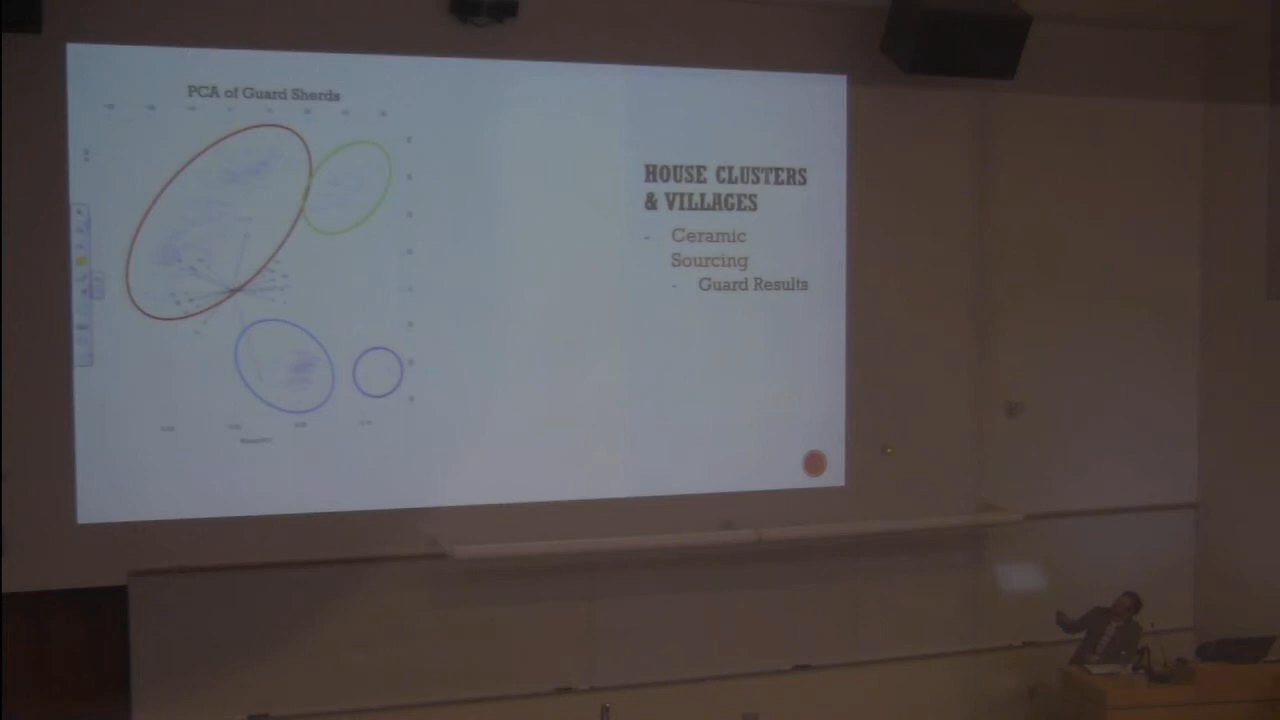 PCA of Guard Sherds
HOUSE CLUSTERS
& VILLAGES
- Ceramic
Sourcing
- Guard Results